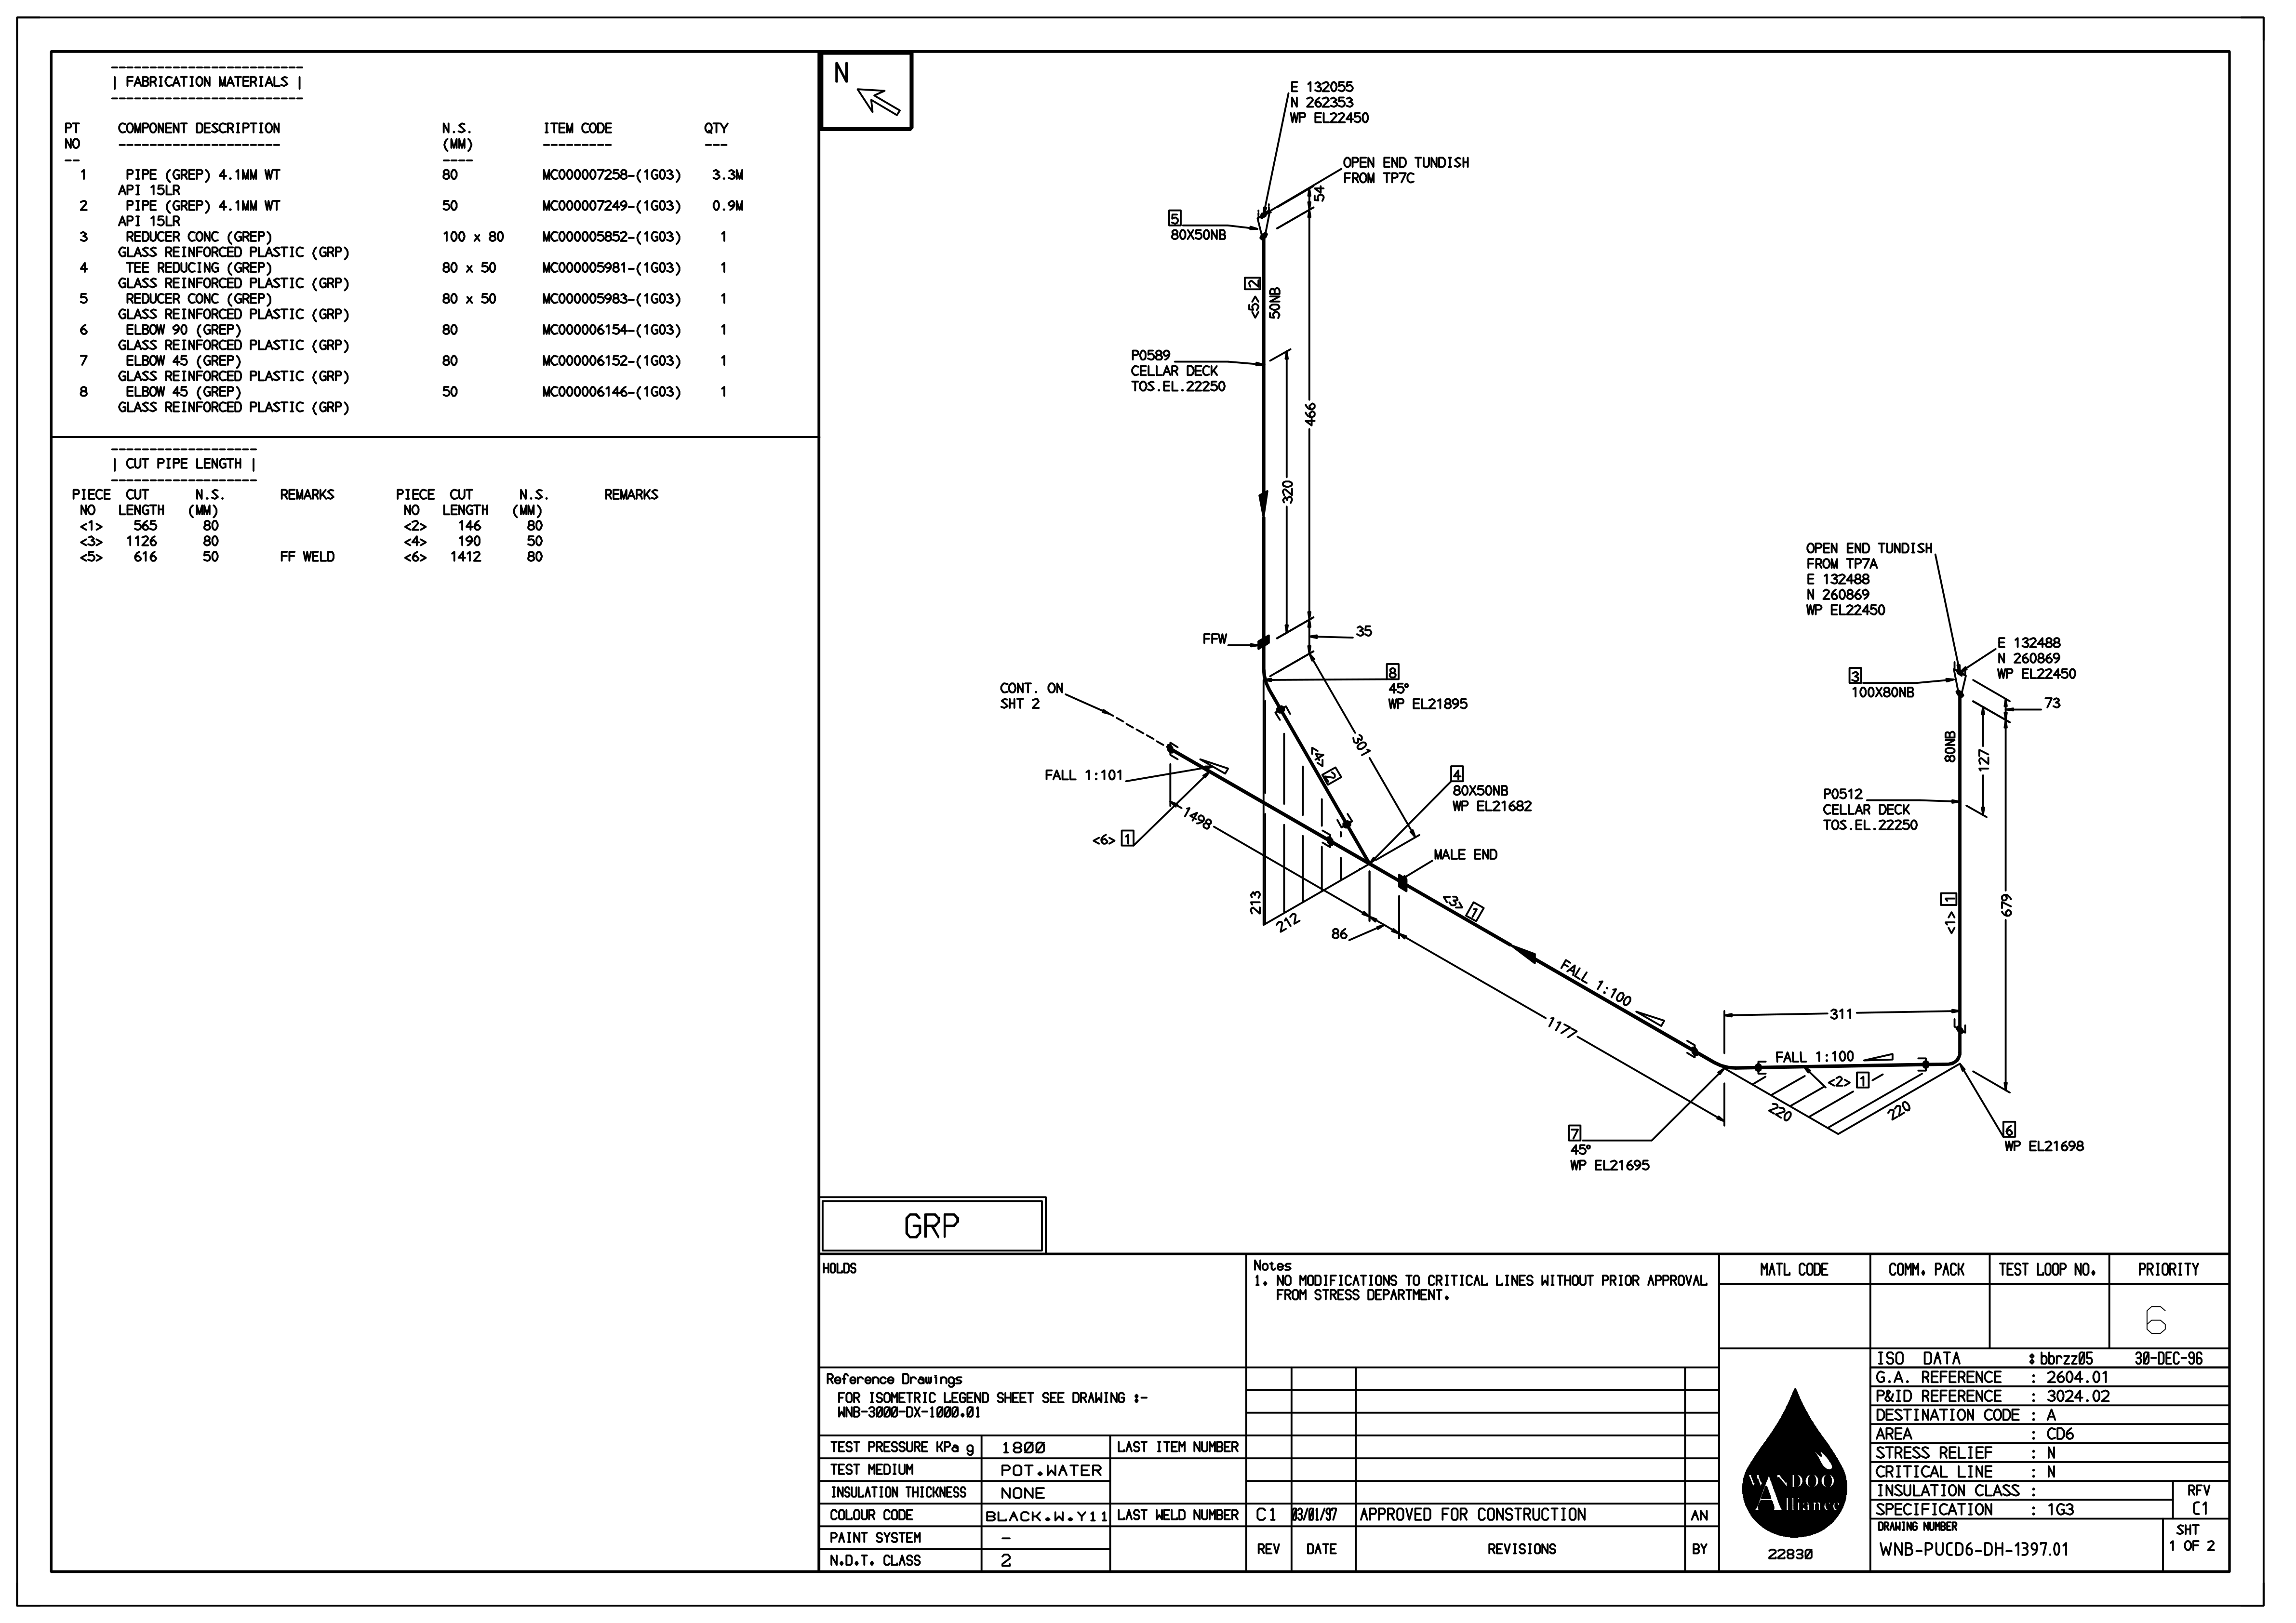 | FABRICATION MATERIALS |
PT NO COMPONENT DESCRIPTION N.S. (MM) ITEM CODE QTY
1 PIPE (GREP) 4.1MM WT 80 MC000007258-(1G03) 3.3M
API 15LR
2 PIPE (GREP) 4.1MM WT 50 MC000007249-(1G03) 0.9M
API 15LR
3 REDUCER CONC (GREP) 100 x 80 MC000005852-(1G03) 1
GLASS REINFORCED PLASTIC (GRP)
4 TEE REDUCING (GREP) 80 x 50 MC000005981-(1G03) 1
GLASS REINFORCED PLASTIC (GRP)
5 REDUCER CONC (GREP) 80 x 50 MC000005983-(1G03) 1
GLASS REINFORCED PLASTIC (GRP)
6 ELBOW 90 (GREP) 80 MC000006154-(1G03) 1
GLASS REINFORCED PLASTIC (GRP)
7 ELBOW 45 (GREP) 80 MC000006152-(1G03) 1
GLASS REINFORCED PLASTIC (GRP)
8 ELBOW 45 (GREP) 50 MC000006146-(1G03) 1
GLASS REINFORCED PLASTIC (GRP)
| CUT PIPE LENGTH |
PIECE CUT N.S. REMARKS PIECE CUT N.S. REMARKS
NO LENGTH (MM) NO LENGTH (MM)
<1> 565 80 <2> 146 80
<3> 1126 80 <4> 190 50
<5> 616 50 FF WELD <6> 1412 80
N
E 132055
N 262353
WP EL22450
OPEN END TUNDISH
FROM TP7C
54
5
80X50NB
<5> 2
50NB
P0589
CELLAR DECK
TOS.EL.22250
466
320
FFW
35
8
45°
WP EL21895
CONT. ON
SHT 2
301
<4> 2
FALL 1:101
1498
<6> 1
4
80X50NB
WP EL21682
MALE END
213
212
86
<3> 1
FALL 1:100
1177
OPEN END TUNDISH
FROM TP7A
E 132488
N 260869
WP EL22450
E 132488
N 260869
WP EL22450
3
100X80NB
73
80NB
127
P0512
CELLAR DECK
TOS.EL.22250
<1> 1
679
311
FALL 1:100
<2> 1
220
220
7
45°
WP EL21695
6
WP EL21698
GRP
HOLDS
Notes
1. NO MODIFICATIONS TO CRITICAL LINES WITHOUT PRIOR APPROVAL
FROM STRESS DEPARTMENT.
MATL CODE COMM. PACK TEST LOOP NO. PRIORITY
6
Reference Drawings
FOR ISOMETRIC LEGEND SHEET SEE DRAWING :-
WNB-3000-DX-1000.01
TEST PRESSURE KPa g 1800 LAST ITEM NUMBER
TEST MEDIUM POT.WATER
INSULATION THICKNESS NONE
COLOUR CODE BLACK.W.Y11 LAST WELD NUMBER
PAINT SYSTEM -
N.D.T. CLASS 2
C1 03/01/97 APPROVED FOR CONSTRUCTION AN
REV DATE REVISIONS BY
WANDOO
Alliance
22830
ISO DATA : bbrzz05 30-DEC-96
G.A. REFERENCE : 2604.01
P&ID REFERENCE : 3024.02
DESTINATION CODE : A
AREA : CD6
STRESS RELIEF : N
CRITICAL LINE : N
INSULATION CLASS :
SPECIFICATION : 1G3
RFV
C1
DRAWING NUMBER
WNB-PUCD6-DH-1397.01
SHT
1 OF 2